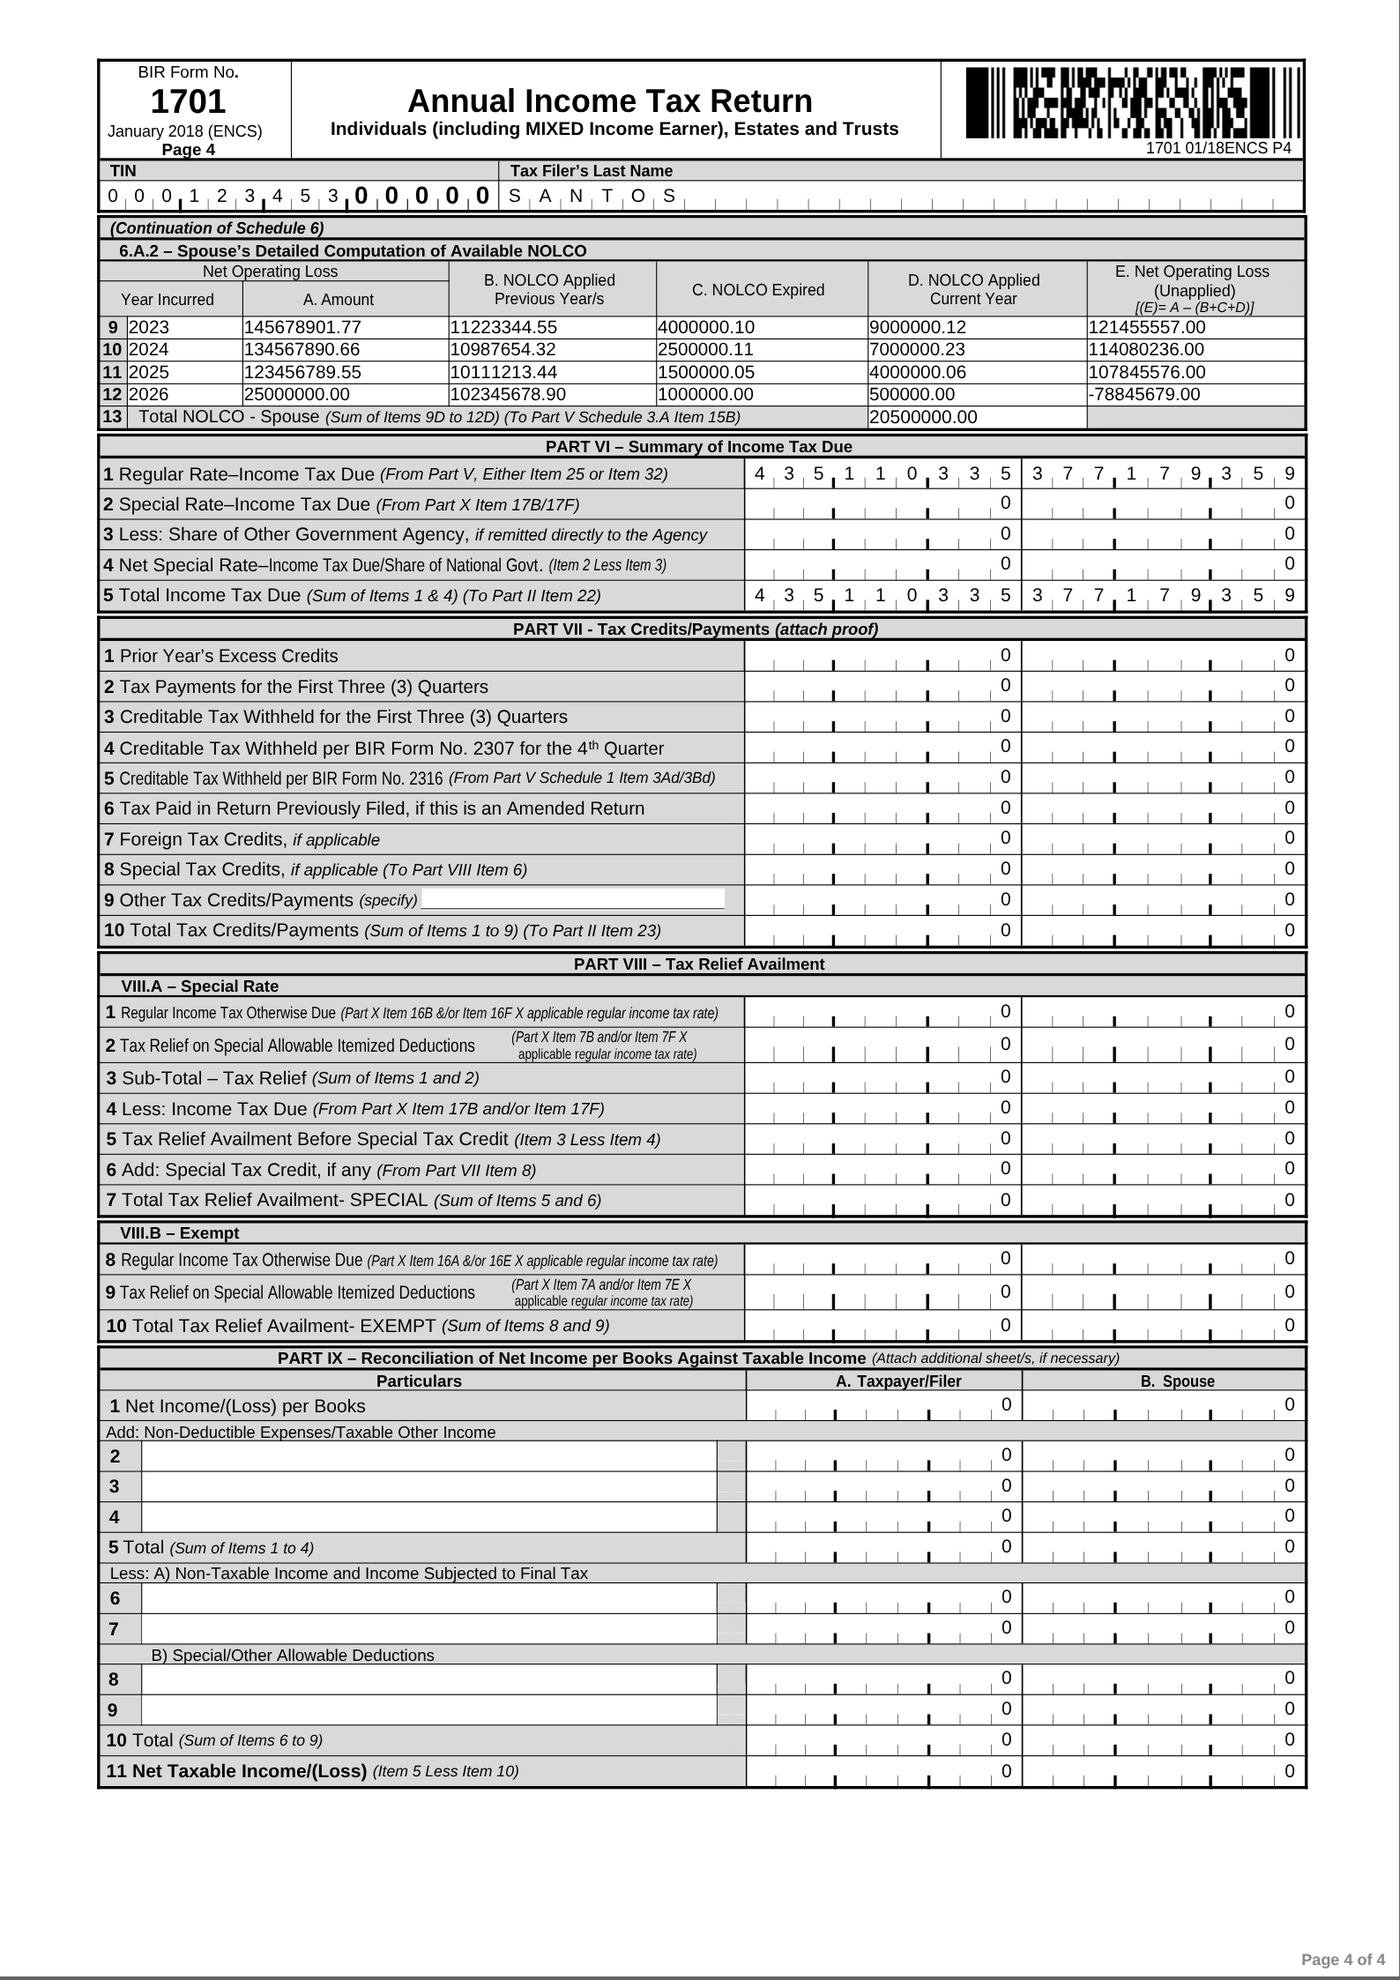 BIR Form No.
1701
January 2018 (ENCS)
Page 4
Annual Income Tax Return
Individuals (including MIXED Income Earner), Estates and Trusts
1701 01/18ENCS P4
TIN Tax Filer's Last Name
0 0 0 1 2 3 4 5 3 0 0 0 0 0 S A N T O S
(Continuation of Schedule 6)
6.A.2 – Spouse's Detailed Computation of Available NOLCO
Net Operating Loss
Year Incurred A. Amount
B. NOLCO Applied
Previous Year/s
C. NOLCO Expired
D. NOLCO Applied
Current Year
E. Net Operating Loss
(Unapplied)
[(E)= A – (B+C+D)]
9 2023 145678901.77 11223344.55 4000000.10 9000000.12 121455557.00
10 2024 134567890.66 10987654.32 2500000.11 7000000.23 114080236.00
11 2025 123456789.55 10111213.44 1500000.05 4000000.06 107845576.00
12 2026 25000000.00 102345678.90 1000000.00 500000.00 -78845679.00
13 Total NOLCO - Spouse (Sum of Items 9D to 12D) (To Part V Schedule 3.A Item 15B) 20500000.00
PART VI – Summary of Income Tax Due
1 Regular Rate–Income Tax Due (From Part V, Either Item 25 or Item 32) 4 3 5 1 1 0 3 3 5 3 7 7 1 7 9 3 5 9
2 Special Rate–Income Tax Due (From Part X Item 17B/17F) 0 0
3 Less: Share of Other Government Agency, if remitted directly to the Agency 0 0
4 Net Special Rate–Income Tax Due/Share of National Govt. (Item 2 Less Item 3) 0 0
5 Total Income Tax Due (Sum of Items 1 & 4) (To Part II Item 22) 4 3 5 1 1 0 3 3 5 3 7 7 1 7 9 3 5 9
PART VII - Tax Credits/Payments (attach proof)
1 Prior Year's Excess Credits 0 0
2 Tax Payments for the First Three (3) Quarters 0 0
3 Creditable Tax Withheld for the First Three (3) Quarters 0 0
4 Creditable Tax Withheld per BIR Form No. 2307 for the 4th Quarter 0 0
5 Creditable Tax Withheld per BIR Form No. 2316 (From Part V Schedule 1 Item 3Ad/3Bd) 0 0
6 Tax Paid in Return Previously Filed, if this is an Amended Return 0 0
7 Foreign Tax Credits, if applicable 0 0
8 Special Tax Credits, if applicable (To Part VIII Item 6) 0 0
9 Other Tax Credits/Payments (specify) 0 0
10 Total Tax Credits/Payments (Sum of Items 1 to 9) (To Part II Item 23) 0 0
PART VIII – Tax Relief Availment
VIII.A – Special Rate
1 Regular Income Tax Otherwise Due (Part X Item 16B &/or Item 16F X applicable regular income tax rate) 0 0
2 Tax Relief on Special Allowable Itemized Deductions (Part X Item 7B and/or Item 7F X
applicable regular income tax rate) 0 0
3 Sub-Total – Tax Relief (Sum of Items 1 and 2) 0 0
4 Less: Income Tax Due (From Part X Item 17B and/or Item 17F) 0 0
5 Tax Relief Availment Before Special Tax Credit (Item 3 Less Item 4) 0 0
6 Add: Special Tax Credit, if any (From Part VII Item 8) 0 0
7 Total Tax Relief Availment- SPECIAL (Sum of Items 5 and 6) 0 0
VIII.B – Exempt
8 Regular Income Tax Otherwise Due (Part X Item 16A &/or 16E X applicable regular income tax rate) 0 0
9 Tax Relief on Special Allowable Itemized Deductions (Part X Item 7A and/or Item 7E X
applicable regular income tax rate) 0 0
10 Total Tax Relief Availment- EXEMPT (Sum of Items 8 and 9) 0 0
PART IX – Reconciliation of Net Income per Books Against Taxable Income (Attach additional sheet/s, if necessary)
Particulars A. Taxpayer/Filer B. Spouse
1 Net Income/(Loss) per Books 0 0
Add: Non-Deductible Expenses/Taxable Other Income
2 0 0
3 0 0
4 0 0
5 Total (Sum of Items 1 to 4) 0 0
Less: A) Non-Taxable Income and Income Subjected to Final Tax
6 0 0
7 0 0
B) Special/Other Allowable Deductions
8 0 0
9 0 0
10 Total (Sum of Items 6 to 9) 0 0
11 Net Taxable Income/(Loss) (Item 5 Less Item 10) 0 0
Page 4 of 4